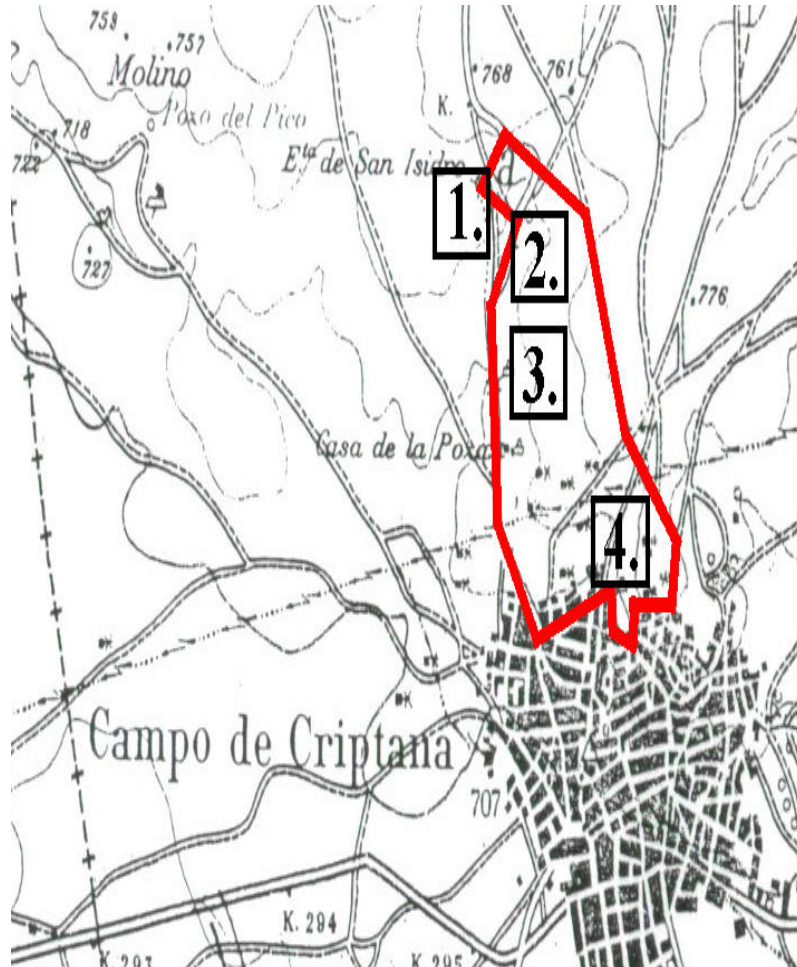 759
757
Molino
768
761
K.
Pozo del Pico
718
722
E.ta de San Isidro
d
1.
727
2.
776
3.
Casa de la Poza
4.
Campo de Criptana
707
K. 294
K. 293
K. 295